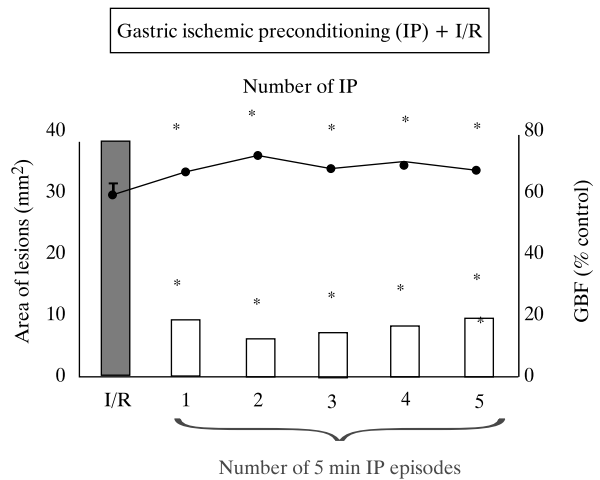 Gastric ischemic preconditioning (IP) + I/R
Number of IP
* * * * *
40 80
30 60
20 40
10 20
0 0
Area of lesions (mm²)
GBF (% control)
* * * * *
*
I/R 1 2 3 4 5
Number of 5 min IP episodes